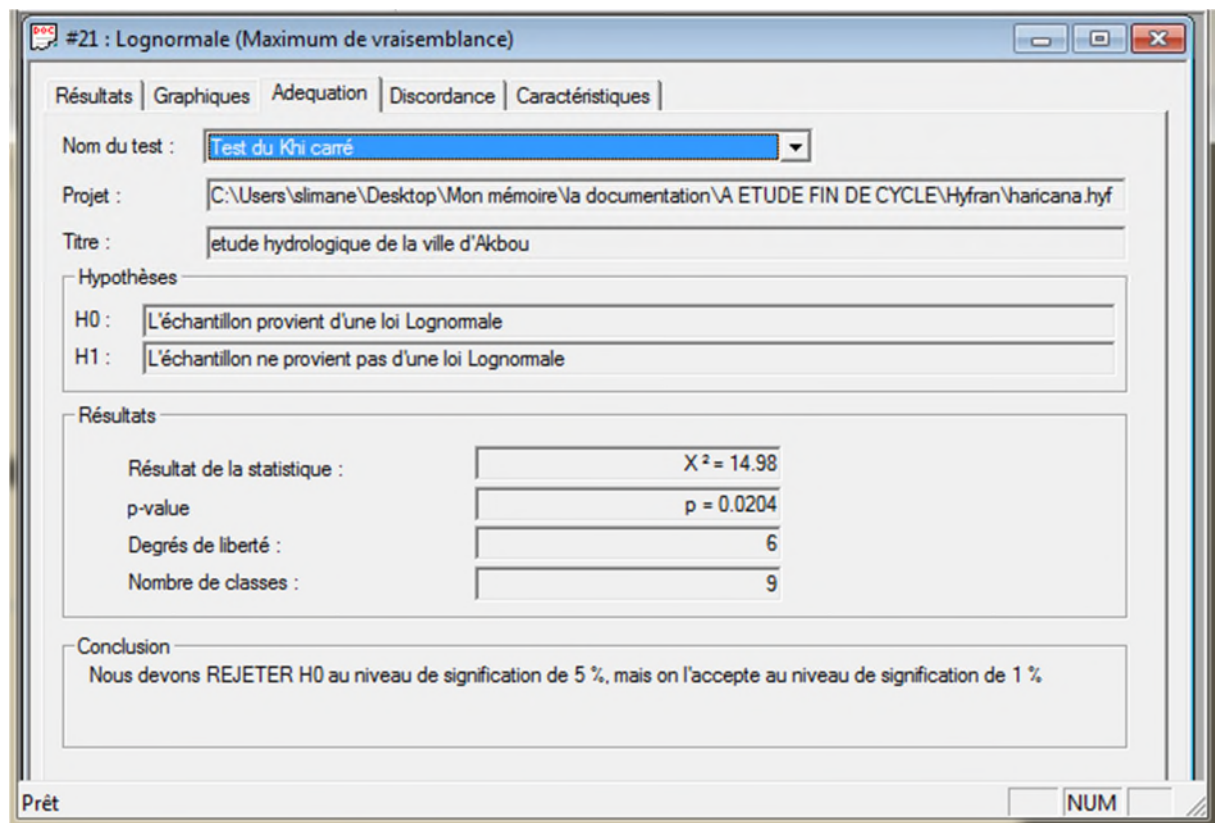 #21 : Lognormale (Maximum de vraisemblance)
Résultats Graphiques Adequation Discordance Caractéristiques
Nom du test : Test du Khi carré
Projet : C:\Users\slimane\Desktop\Mon mémoire\la documentation\A ETUDE FIN DE CYCLE\Hyfran\haricana.hyf
Titre : etude hydrologique de la ville d'Akbou
Hypothèses
H0 : L'échantillon provient d'une loi Lognormale
H1 : L'échantillon ne provient pas d'une loi Lognormale
Résultats
Résultat de la statistique : X² = 14.98
p-value p = 0.0204
Degrés de liberté : 6
Nombre de classes : 9
Conclusion
Nous devons REJETER H0 au niveau de signification de 5 %, mais on l'accepte au niveau de signification de 1 %
Prêt NUM